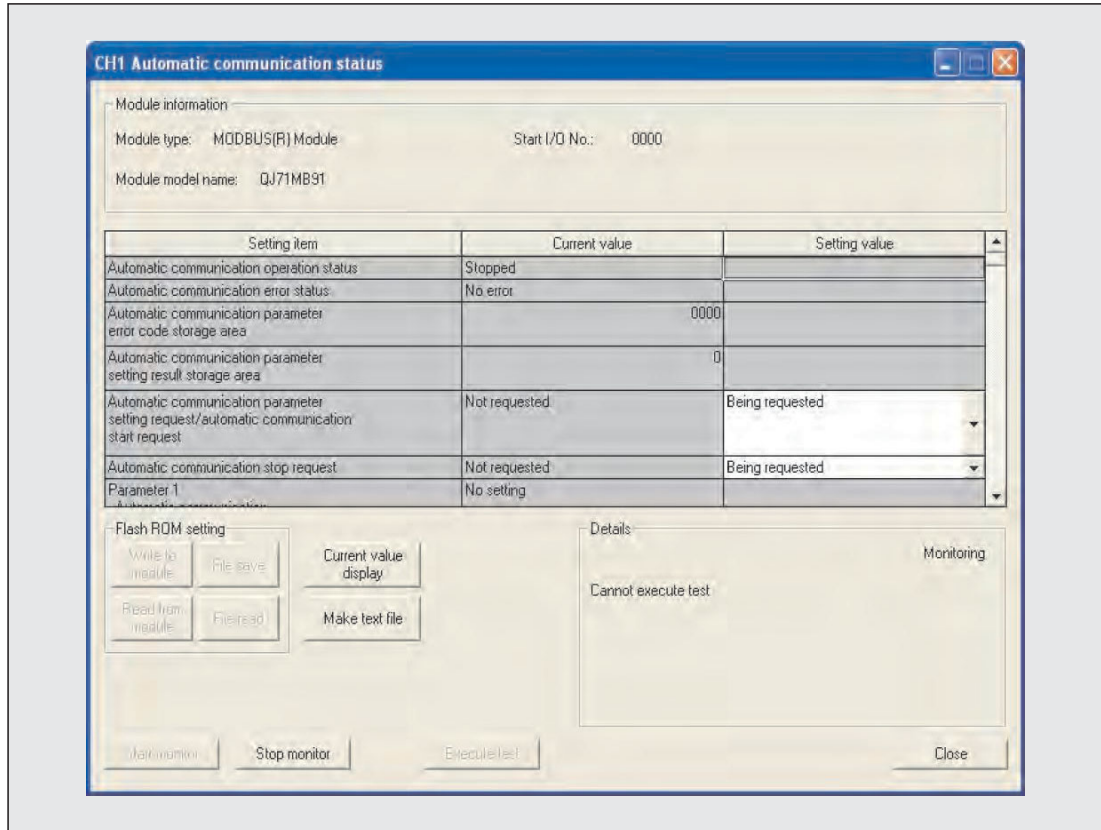 CH1 Automatic communication status
Module information
Module type: MODBUS(R) Module Start I/O No.: 0000
Module model name: QJ71MB91
Setting item Current value Setting value
Automatic communication operation status Stopped
Automatic communication error status No error
Automatic communication parameter 0000
error code storage area
Automatic communication parameter 0
setting result storage area
Automatic communication parameter Not requested Being requested
setting request/automatic communication
start request
Automatic communication stop request Not requested Being requested
Parameter 1 No setting
Flash ROM setting
Write to
module
File save
Current value
display
Read from
module
File read
Make text file
Details
Monitoring
Cannot execute test
Start monitor Stop monitor Execute test Close